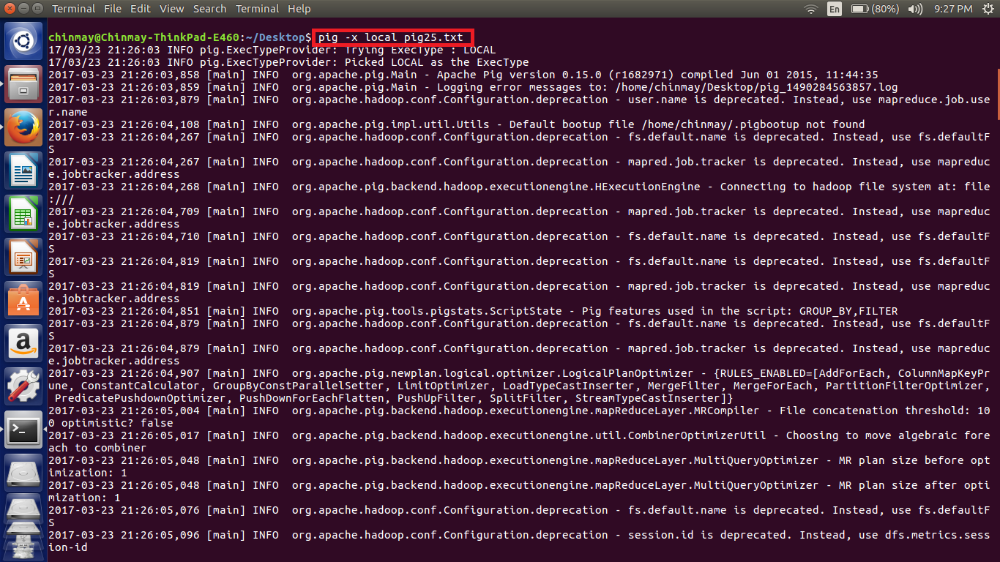 Terminal File Edit View Search Terminal Help En (80%) 9:27 PM
chinmay@Chinmay-ThinkPad-E460:~/Desktop$ pig -x local pig25.txt
17/03/23 21:26:03 INFO pig.ExecTypeProvider: Trying ExecType : LOCAL
17/03/23 21:26:03 INFO pig.ExecTypeProvider: Picked LOCAL as the ExecType
2017-03-23 21:26:03,858 [main] INFO  org.apache.pig.Main - Apache Pig version 0.15.0 (r1682971) compiled Jun 01 2015, 11:44:35
2017-03-23 21:26:03,859 [main] INFO  org.apache.pig.Main - Logging error messages to: /home/chinmay/Desktop/pig_1490284563857.log
2017-03-23 21:26:03,879 [main] INFO  org.apache.hadoop.conf.Configuration.deprecation - user.name is deprecated. Instead, use mapreduce.job.use
r.name
2017-03-23 21:26:04,108 [main] INFO  org.apache.pig.impl.util.Utils - Default bootup file /home/chinmay/.pigbootup not found
2017-03-23 21:26:04,267 [main] INFO  org.apache.hadoop.conf.Configuration.deprecation - fs.default.name is deprecated. Instead, use fs.defaultF
S
2017-03-23 21:26:04,267 [main] INFO  org.apache.hadoop.conf.Configuration.deprecation - mapred.job.tracker is deprecated. Instead, use mapreduc
e.jobtracker.address
2017-03-23 21:26:04,268 [main] INFO  org.apache.pig.backend.hadoop.executionengine.HExecutionEngine - Connecting to hadoop file system at: file
:///
2017-03-23 21:26:04,709 [main] INFO  org.apache.hadoop.conf.Configuration.deprecation - mapred.job.tracker is deprecated. Instead, use mapreduc
e.jobtracker.address
2017-03-23 21:26:04,710 [main] INFO  org.apache.hadoop.conf.Configuration.deprecation - fs.default.name is deprecated. Instead, use fs.defaultF
S
2017-03-23 21:26:04,819 [main] INFO  org.apache.hadoop.conf.Configuration.deprecation - fs.default.name is deprecated. Instead, use fs.defaultF
S
2017-03-23 21:26:04,819 [main] INFO  org.apache.hadoop.conf.Configuration.deprecation - mapred.job.tracker is deprecated. Instead, use mapreduc
e.jobtracker.address
2017-03-23 21:26:04,851 [main] INFO  org.apache.pig.tools.pigstats.ScriptState - Pig features used in the script: GROUP_BY,FILTER
2017-03-23 21:26:04,879 [main] INFO  org.apache.hadoop.conf.Configuration.deprecation - fs.default.name is deprecated. Instead, use fs.defaultF
S
2017-03-23 21:26:04,879 [main] INFO  org.apache.hadoop.conf.Configuration.deprecation - mapred.job.tracker is deprecated. Instead, use mapreduc
e.jobtracker.address
2017-03-23 21:26:04,907 [main] INFO  org.apache.pig.newplan.logical.optimizer.LogicalPlanOptimizer - {RULES_ENABLED=[AddForEach, ColumnMapKeyPr
une, ConstantCalculator, GroupByConstParallelSetter, LimitOptimizer, LoadTypeCastInserter, MergeFilter, MergeForEach, PartitionFilterOptimizer,
 PredicatePushdownOptimizer, PushDownForEachFlatten, PushUpFilter, SplitFilter, StreamTypeCastInserter]}
2017-03-23 21:26:05,004 [main] INFO  org.apache.pig.backend.hadoop.executionengine.mapReduceLayer.MRCompiler - File concatenation threshold: 10
0 optimistic? false
2017-03-23 21:26:05,017 [main] INFO  org.apache.pig.backend.hadoop.executionengine.util.CombinerOptimizerUtil - Choosing to move algebraic fore
ach to combiner
2017-03-23 21:26:05,048 [main] INFO  org.apache.pig.backend.hadoop.executionengine.mapReduceLayer.MultiQueryOptimizer - MR plan size before opt
imization: 1
2017-03-23 21:26:05,048 [main] INFO  org.apache.pig.backend.hadoop.executionengine.mapReduceLayer.MultiQueryOptimizer - MR plan size after opti
mization: 1
2017-03-23 21:26:05,076 [main] INFO  org.apache.hadoop.conf.Configuration.deprecation - fs.default.name is deprecated. Instead, use fs.defaultF
S
2017-03-23 21:26:05,096 [main] INFO  org.apache.hadoop.conf.Configuration.deprecation - session.id is deprecated. Instead, use dfs.metrics.sess
ion-id